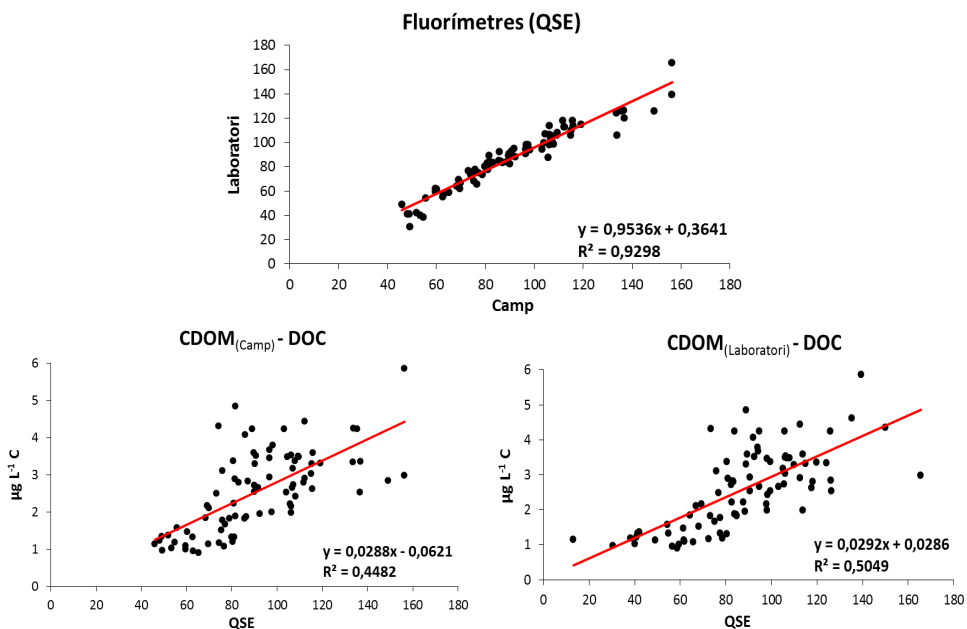 Fluorímetres (QSE)
180
160
140
120
100
80
60
40
20
0
Laboratori
y = 0,9536x + 0,3641
R² = 0,9298
0 20 40 60 80 100 120 140 160 180
Camp
CDOM(Camp) - DOC
6
5
4
3
2
1
0
µg L⁻¹ C
y = 0,0288x - 0,0621
R² = 0,4482
0 20 40 60 80 100 120 140 160 180
QSE
CDOM(Laboratori) - DOC
6
5
4
3
2
1
0
µg L⁻¹ C
y = 0,0292x + 0,0286
R² = 0,5049
0 20 40 60 80 100 120 140 160 180
QSE